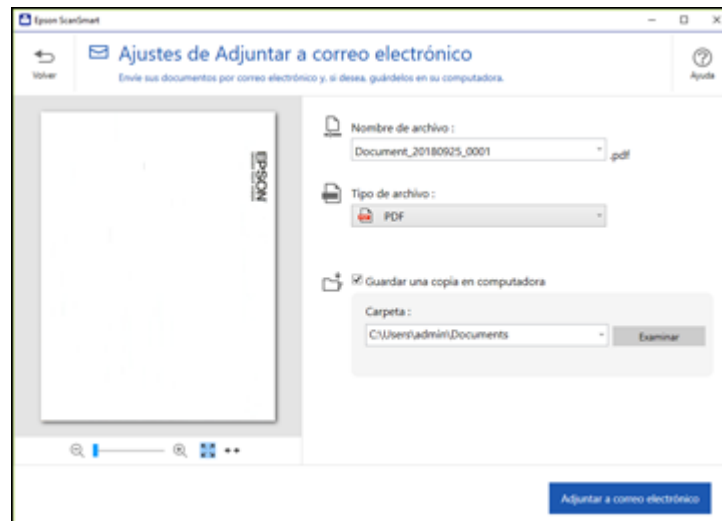 Epson ScanSmart
Volver
Ajustes de Adjuntar a correo electrónico
Envíe sus documentos por correo electrónico y, si desea, guárdelos en su computadora.
Ayuda
EPSON
Nombre de archivo :
Document_20180925_0001
.pdf
Tipo de archivo :
PDF
Guardar una copia en computadora
Carpeta :
C:\Users\admin\Documents
Examinar
Adjuntar a correo electrónico